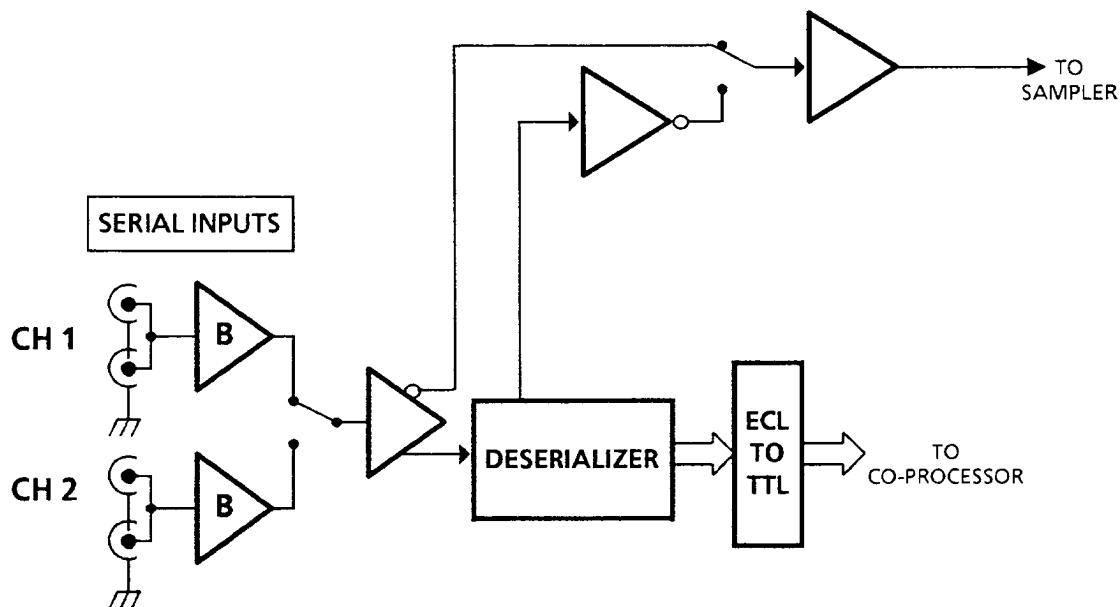 TO
SAMPLER
SERIAL INPUTS
CH 1
B
CH 2
B
DESERIALIZER
ECL
TO
TTL
TO
CO-PROCESSOR